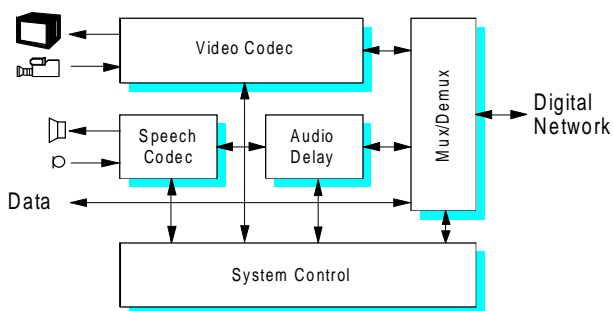 Video Codec
Mux/Demux
Digital
Network
Speech
Codec
Audio
Delay
Data
System Control